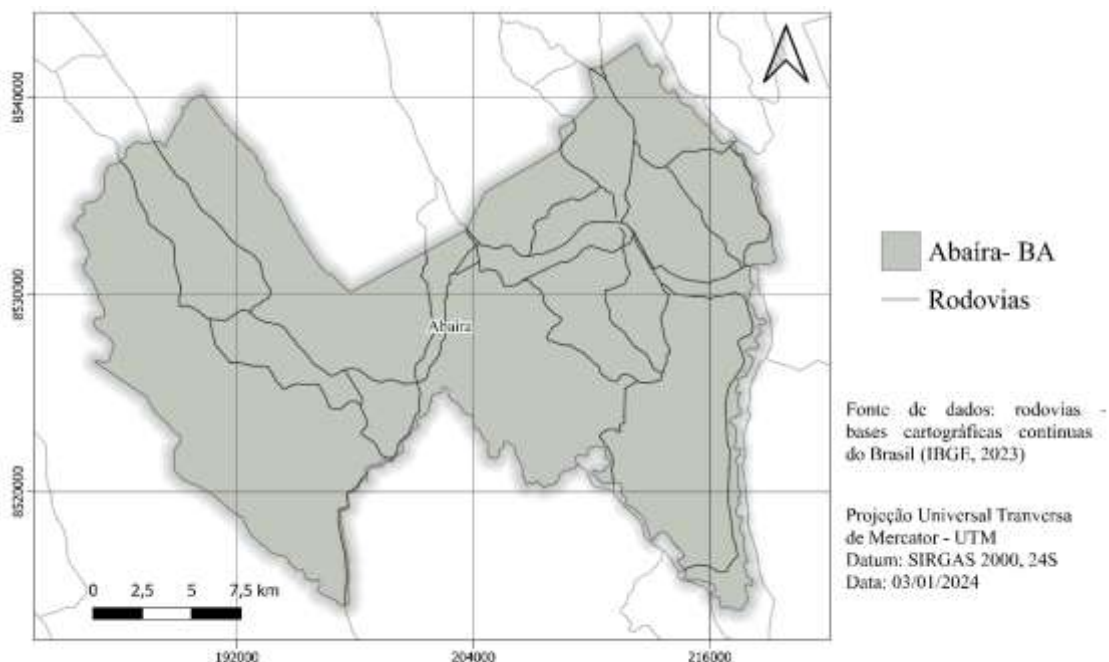 8540000
8530000
8520000
192000
204000
216000
Abaíra
0 2,5 5 7,5 km
Abaíra- BA
Rodovias
Fonte de dados: rodovias -
bases cartográficas contínuas
do Brasil (IBGE, 2023)
Projeção Universal Tranversa
de Mercator - UTM
Datum: SIRGAS 2000, 24S
Data: 03/01/2024